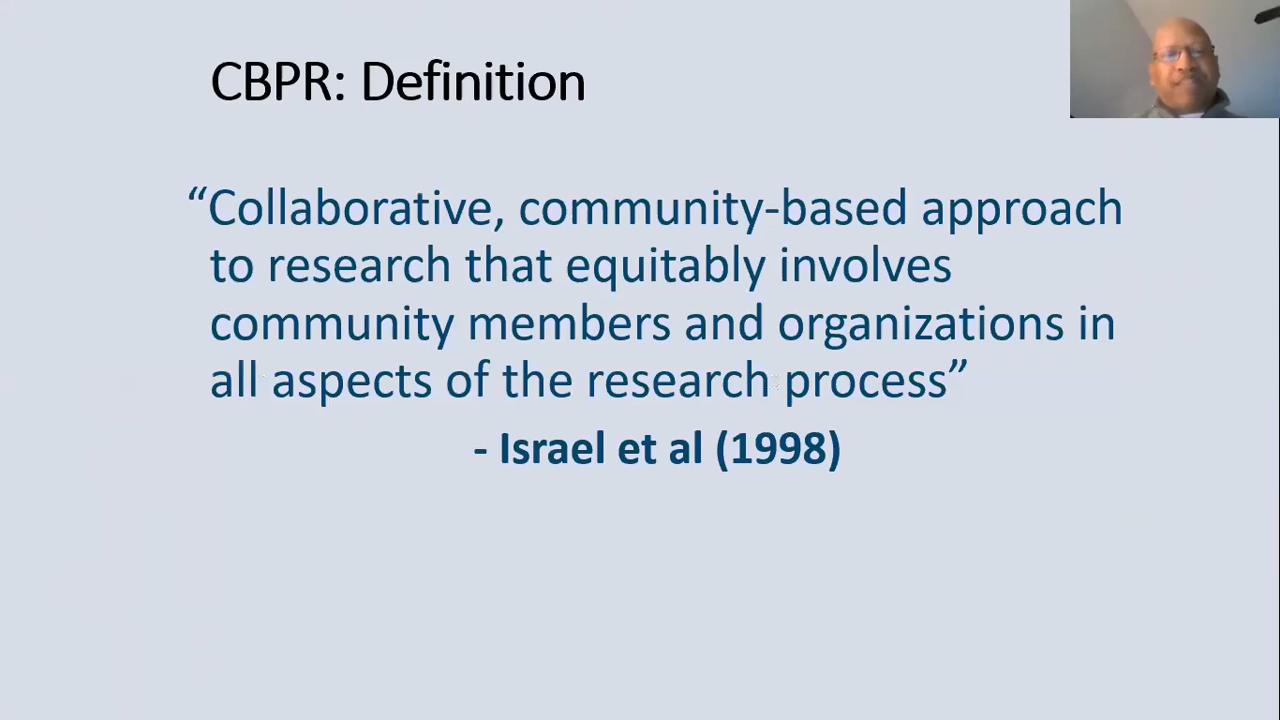 CBPR: Definition
“Collaborative, community-based approach
to research that equitably involves
community members and organizations in
all aspects of the research process”
- Israel et al (1998)